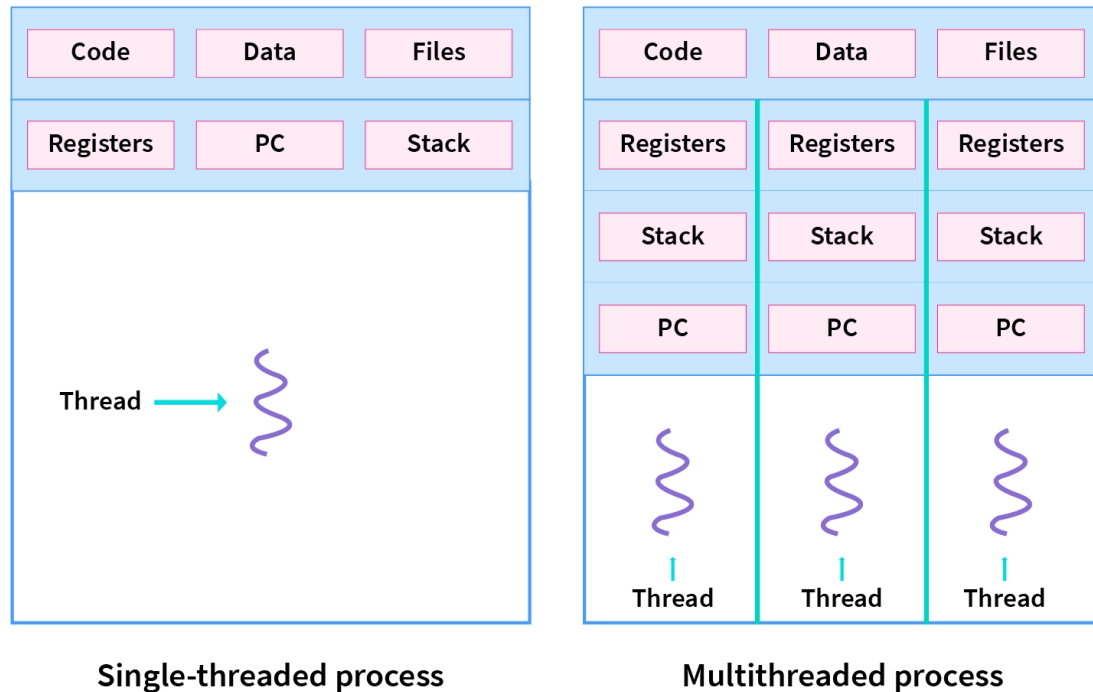 Code Data Files
Registers PC Stack
Thread
Single-threaded process
Code Data Files
Registers Registers Registers
Stack Stack Stack
PC PC PC
Thread Thread Thread
Multithreaded process